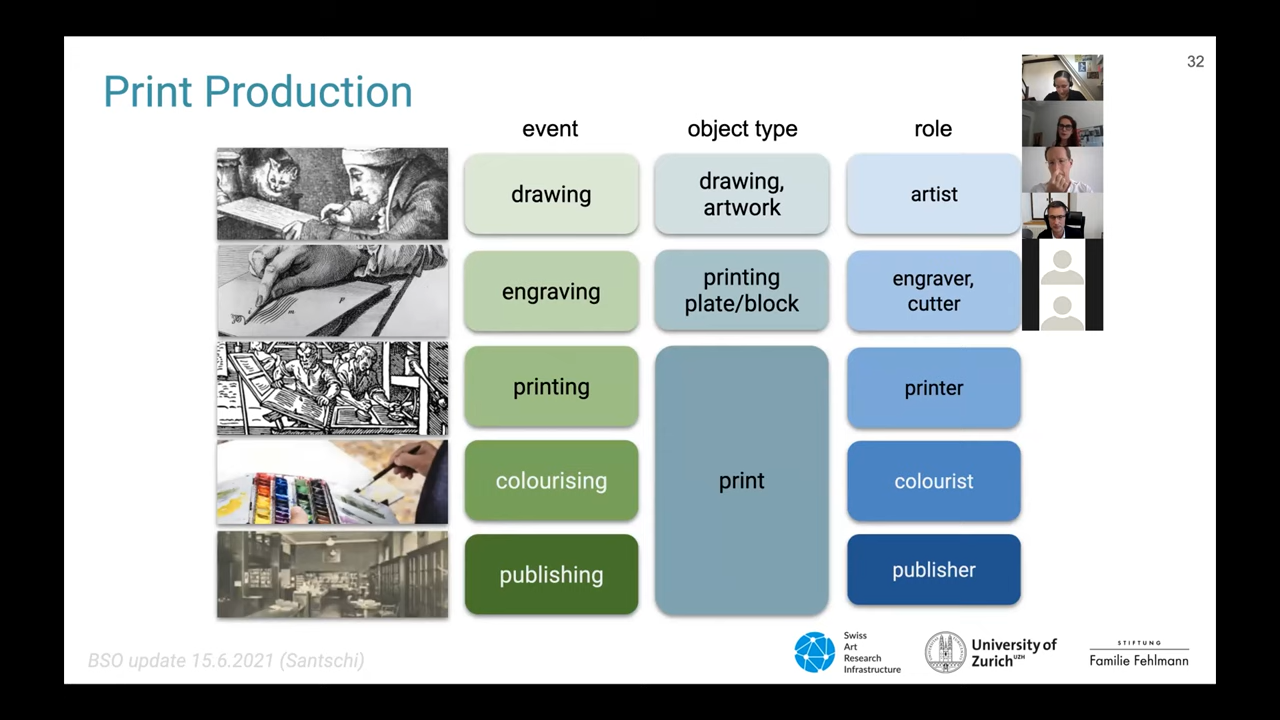 32
Print Production
event
object type
role
drawing
drawing,
artwork
artist
engraving
printing
plate/block
engraver,
cutter
printing
print
printer
colourising
colourist
publishing
publisher
BSO update 15.6.2021 (Santschi)
Swiss
Art
Research
Infrastructure
University of
Zurich UZH
STIFTUNG
Familie Fehlmann